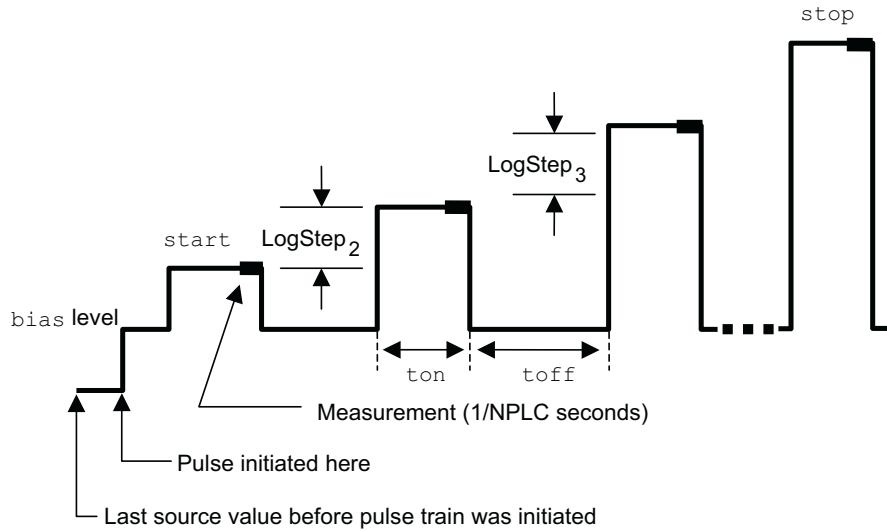 stop
LogStep3
start
LogStep2
bias level
ton
toff
Measurement (1/NPLC seconds)
Pulse initiated here
Last source value before pulse train was initiated